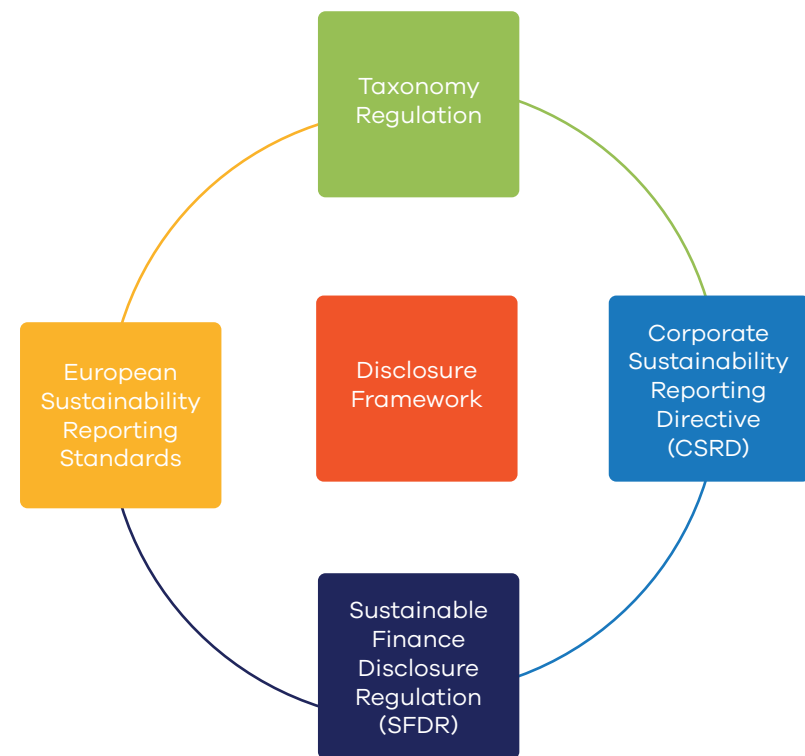 Taxonomy
Regulation
European
Sustainability
Reporting
Standards
Disclosure
Framework
Corporate
Sustainability
Reporting
Directive
(CSRD)
Sustainable
Finance
Disclosure
Regulation
(SFDR)